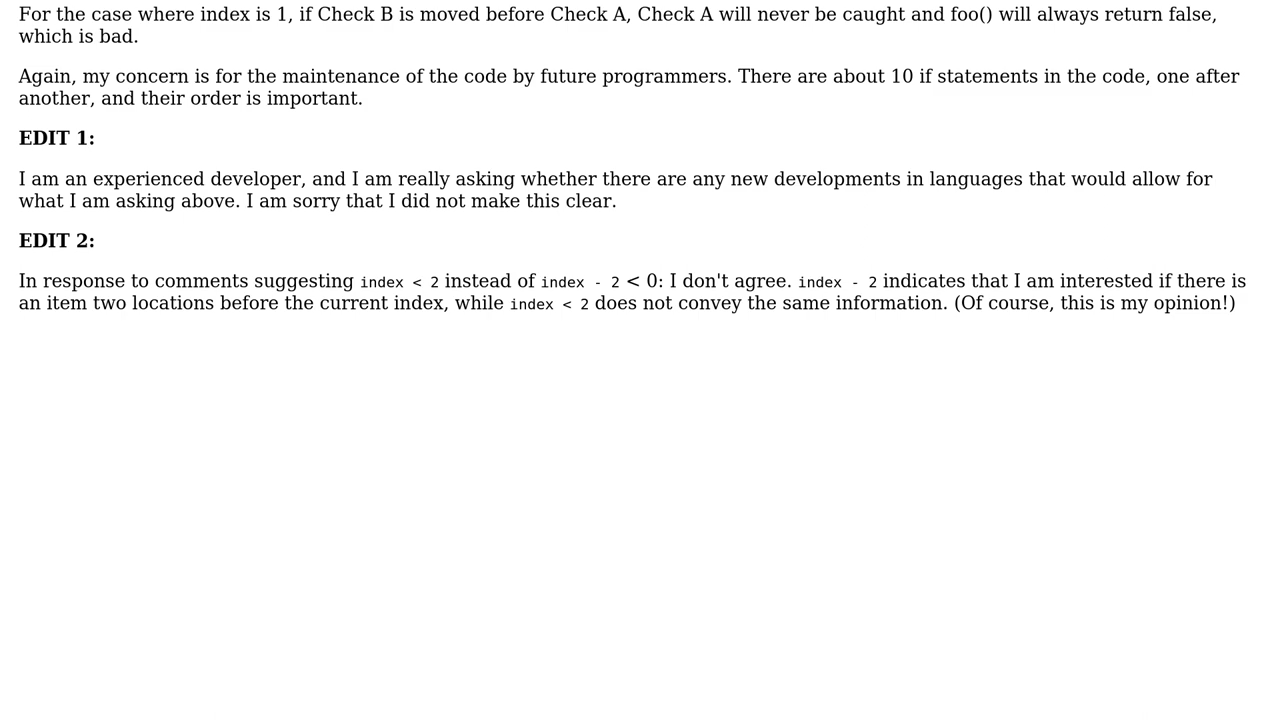 For the case where index is 1, if Check B is moved before Check A, Check A will never be caught and foo() will always return false,
which is bad.
Again, my concern is for the maintenance of the code by future programmers. There are about 10 if statements in the code, one after
another, and their order is important.
EDIT 1:
I am an experienced developer, and I am really asking whether there are any new developments in languages that would allow for
what I am asking above. I am sorry that I did not make this clear.
EDIT 2:
In response to comments suggesting index < 2 instead of index - 2 < 0: I don't agree. index - 2 indicates that I am interested if there is
an item two locations before the current index, while index < 2 does not convey the same information. (Of course, this is my opinion!)